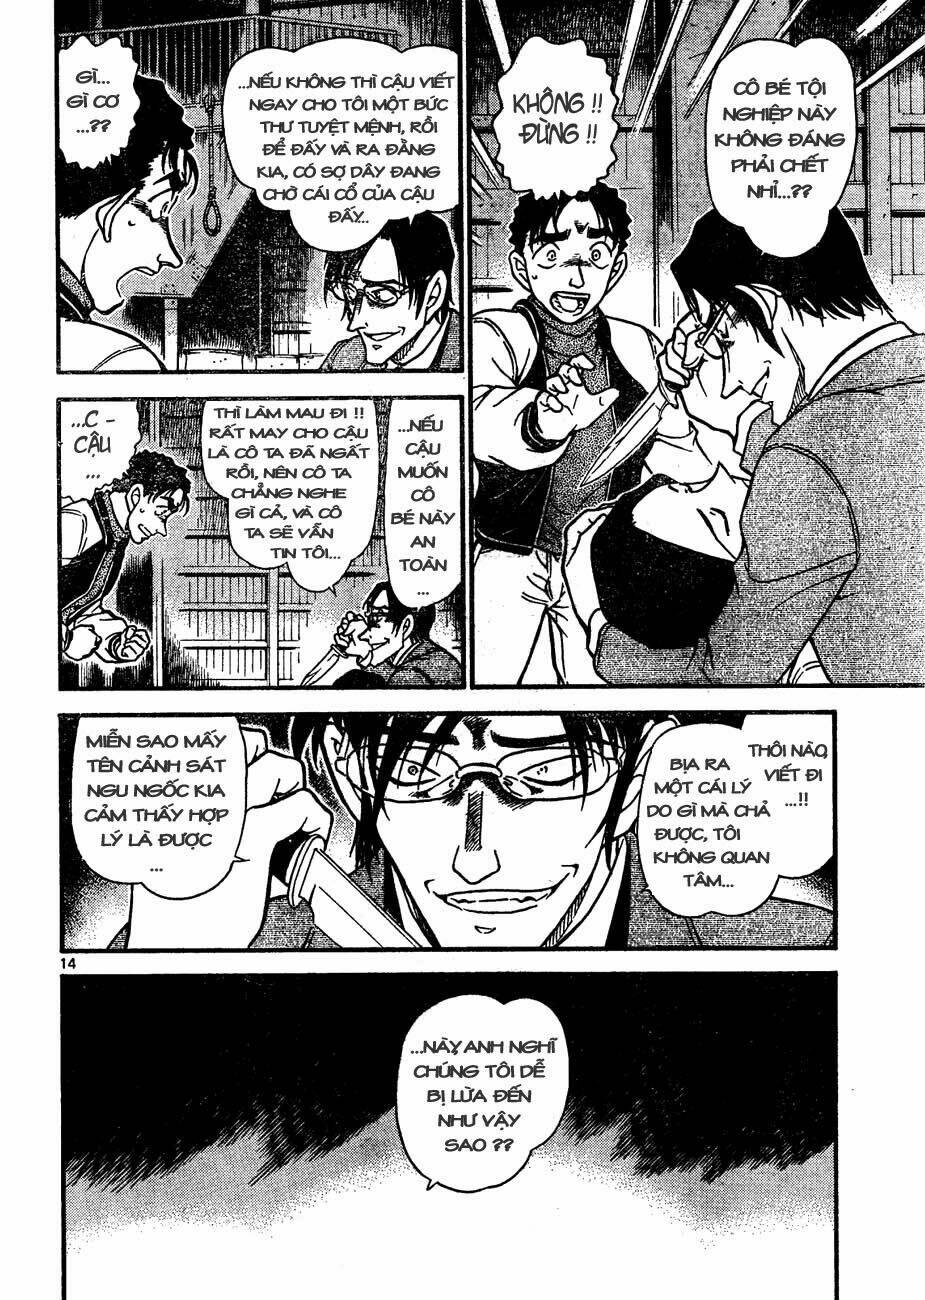 CÔ BÉ TỘI
NGHIỆP NÀY
KHÔNG ĐÁNG
PHẢI CHẾT
NHỈ...??
KHÔNG !!
ĐỪNG !!
...NẾU KHÔNG THÌ CẬU VIẾT
NGAY CHO TÔI MỘT BỨC
THƯ TUYỆT MỆNH, RỒI
ĐỂ ĐẤY VÀ RA ĐẰNG
KIA, CÓ SỢ DÂY ĐANG
CHỜ CÁI CỔ CỦA CẬU
ĐẤY...
GÌ...
GÌ CƠ
...??
...NẾU
CẬU
MUỐN
CÔ
BÉ NÀY
AN
TOÀN
...
THÌ LÀM MAU ĐI !!
RẤT MAY CHO CẬU
LÀ CÔ TA ĐÃ NGẤT
RỒI, NÊN CÔ TA
CHẲNG NGHE
GÌ CẢ, VÀ CÔ
TA SẼ VẪN
TIN TÔI...
...C -
CẬU
...
THÔI NÀO,
VIẾT ĐI
...!!
BỊA RA
MỘT CÁI LÝ
DO GÌ MÀ CHẢ
ĐƯỢC, TÔI
KHÔNG QUAN
TÂM...
MIỄN SAO MẤY
TÊN CẢNH SÁT
NGU NGỐC KIA
CẢM THẤY HỢP
LÝ LÀ ĐƯỢC
...
14
...NÀY, ANH NGHĨ
CHÚNG TÔI DỄ
BỊ LỪA ĐẾN
NHƯ VẬY
SAO ??